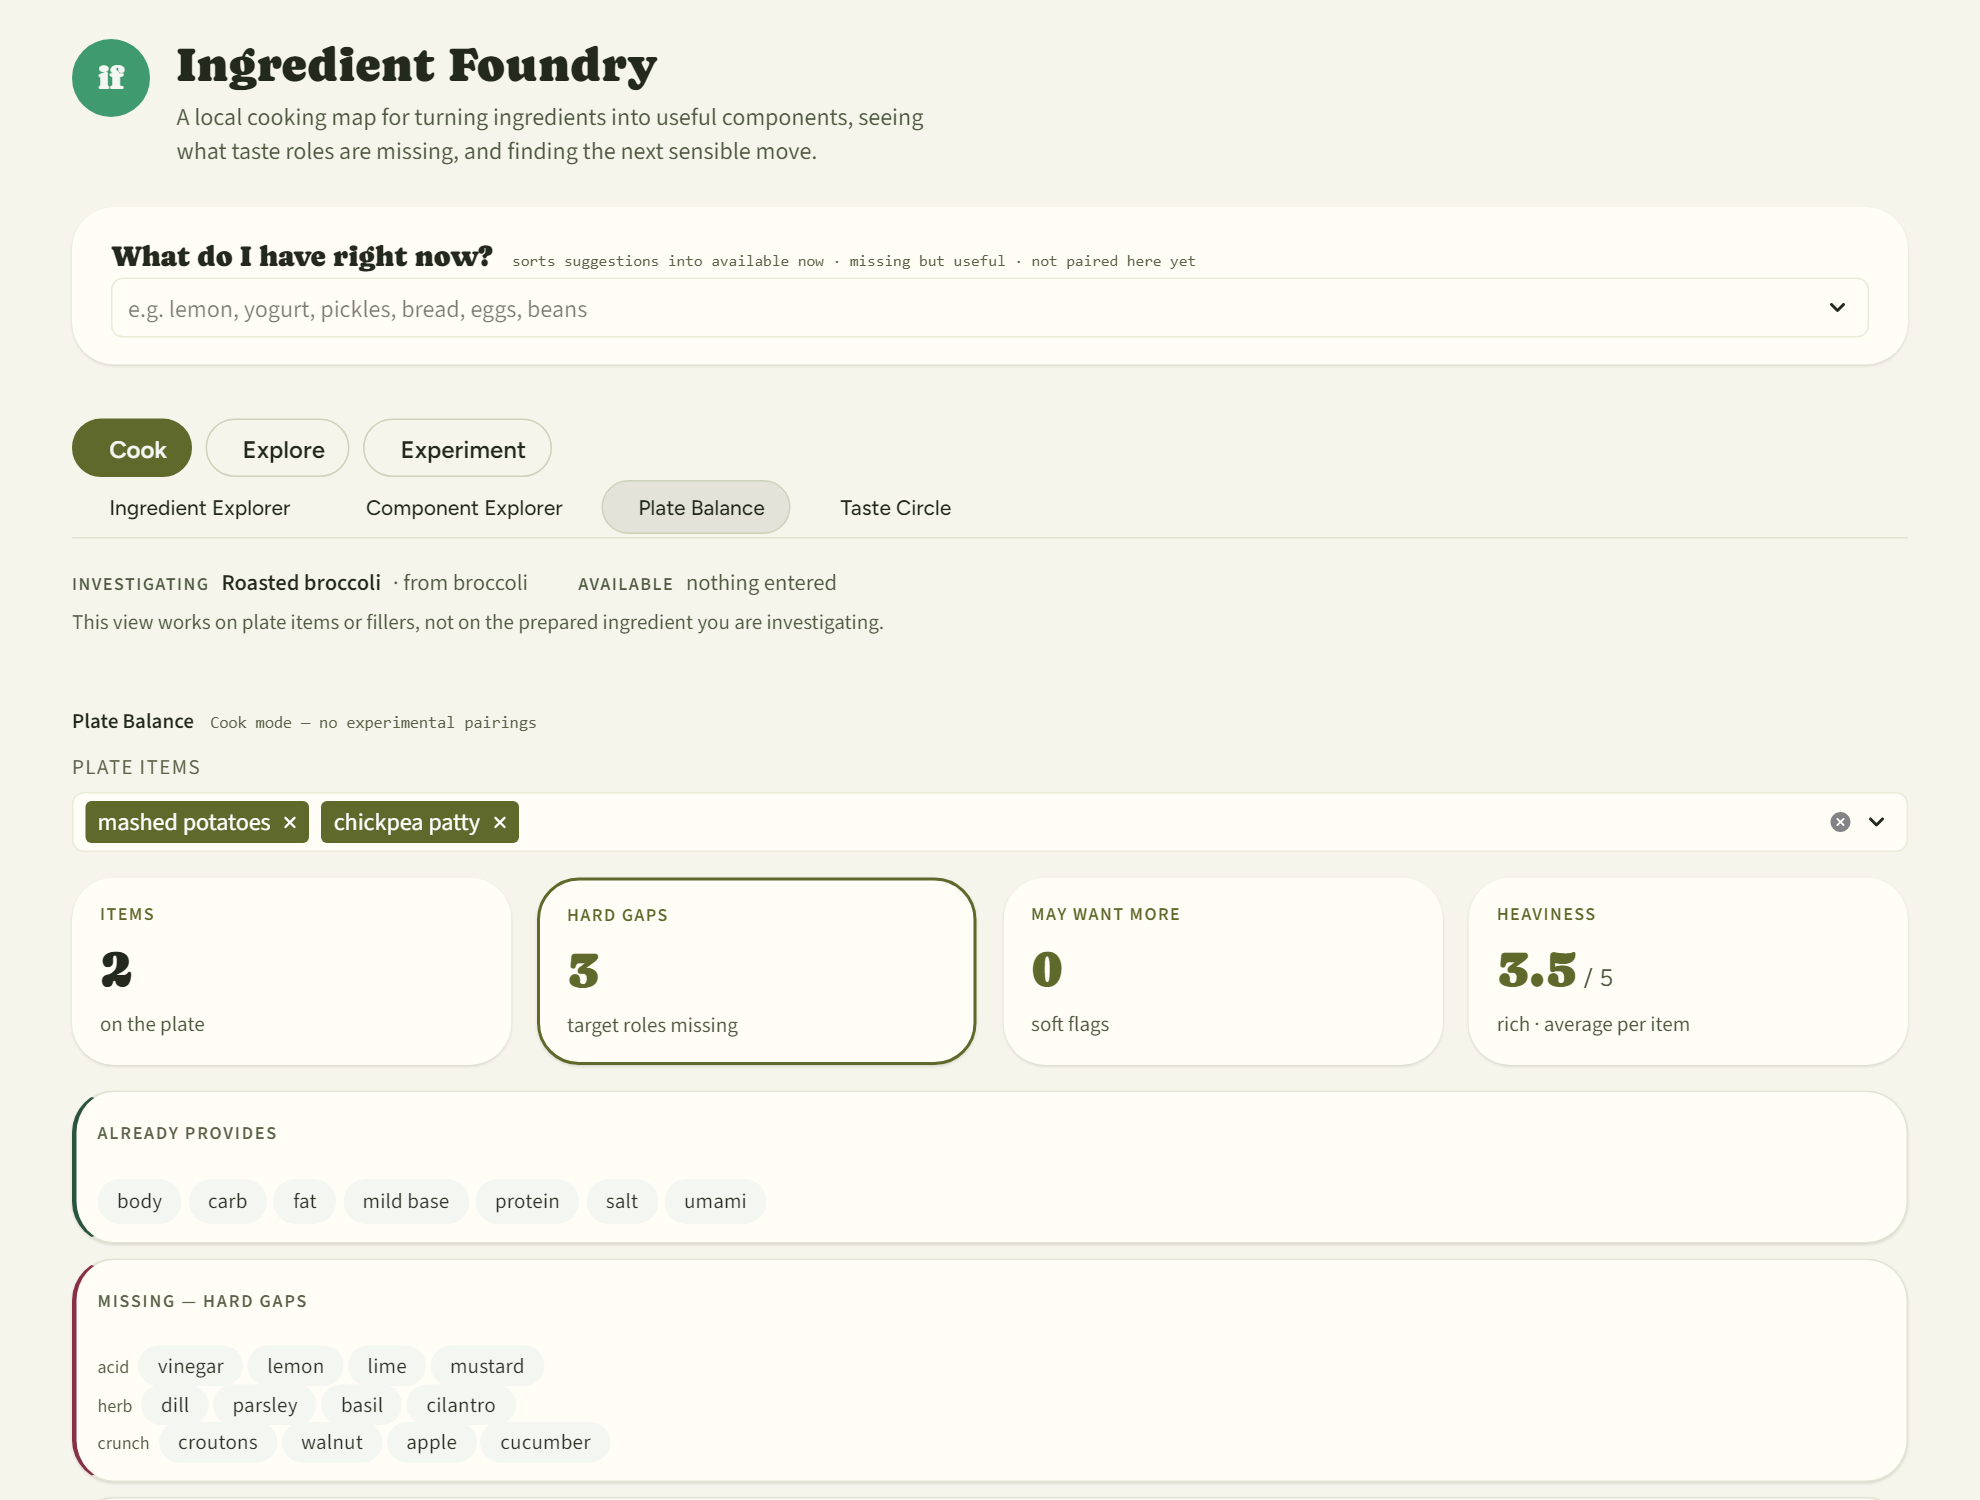 if
Ingredient Foundry
A local cooking map for turning ingredients into useful components, seeing
what taste roles are missing, and finding the next sensible move.
What do I have right now? sorts suggestions into available now · missing but useful · not paired here yet
e.g. lemon, yogurt, pickles, bread, eggs, beans
Cook Explore Experiment
Ingredient Explorer Component Explorer Plate Balance Taste Circle
INVESTIGATING Roasted broccoli · from broccoli AVAILABLE nothing entered
This view works on plate items or fillers, not on the prepared ingredient you are investigating.
Plate Balance Cook mode — no experimental pairings
PLATE ITEMS
mashed potatoes × chickpea patty ×
ITEMS
2
on the plate
HARD GAPS
3
target roles missing
MAY WANT MORE
0
soft flags
HEAVINESS
3.5 / 5
rich · average per item
ALREADY PROVIDES
body carb fat mild base protein salt umami
MISSING — HARD GAPS
acid vinegar lemon lime mustard
herb dill parsley basil cilantro
crunch croutons walnut apple cucumber